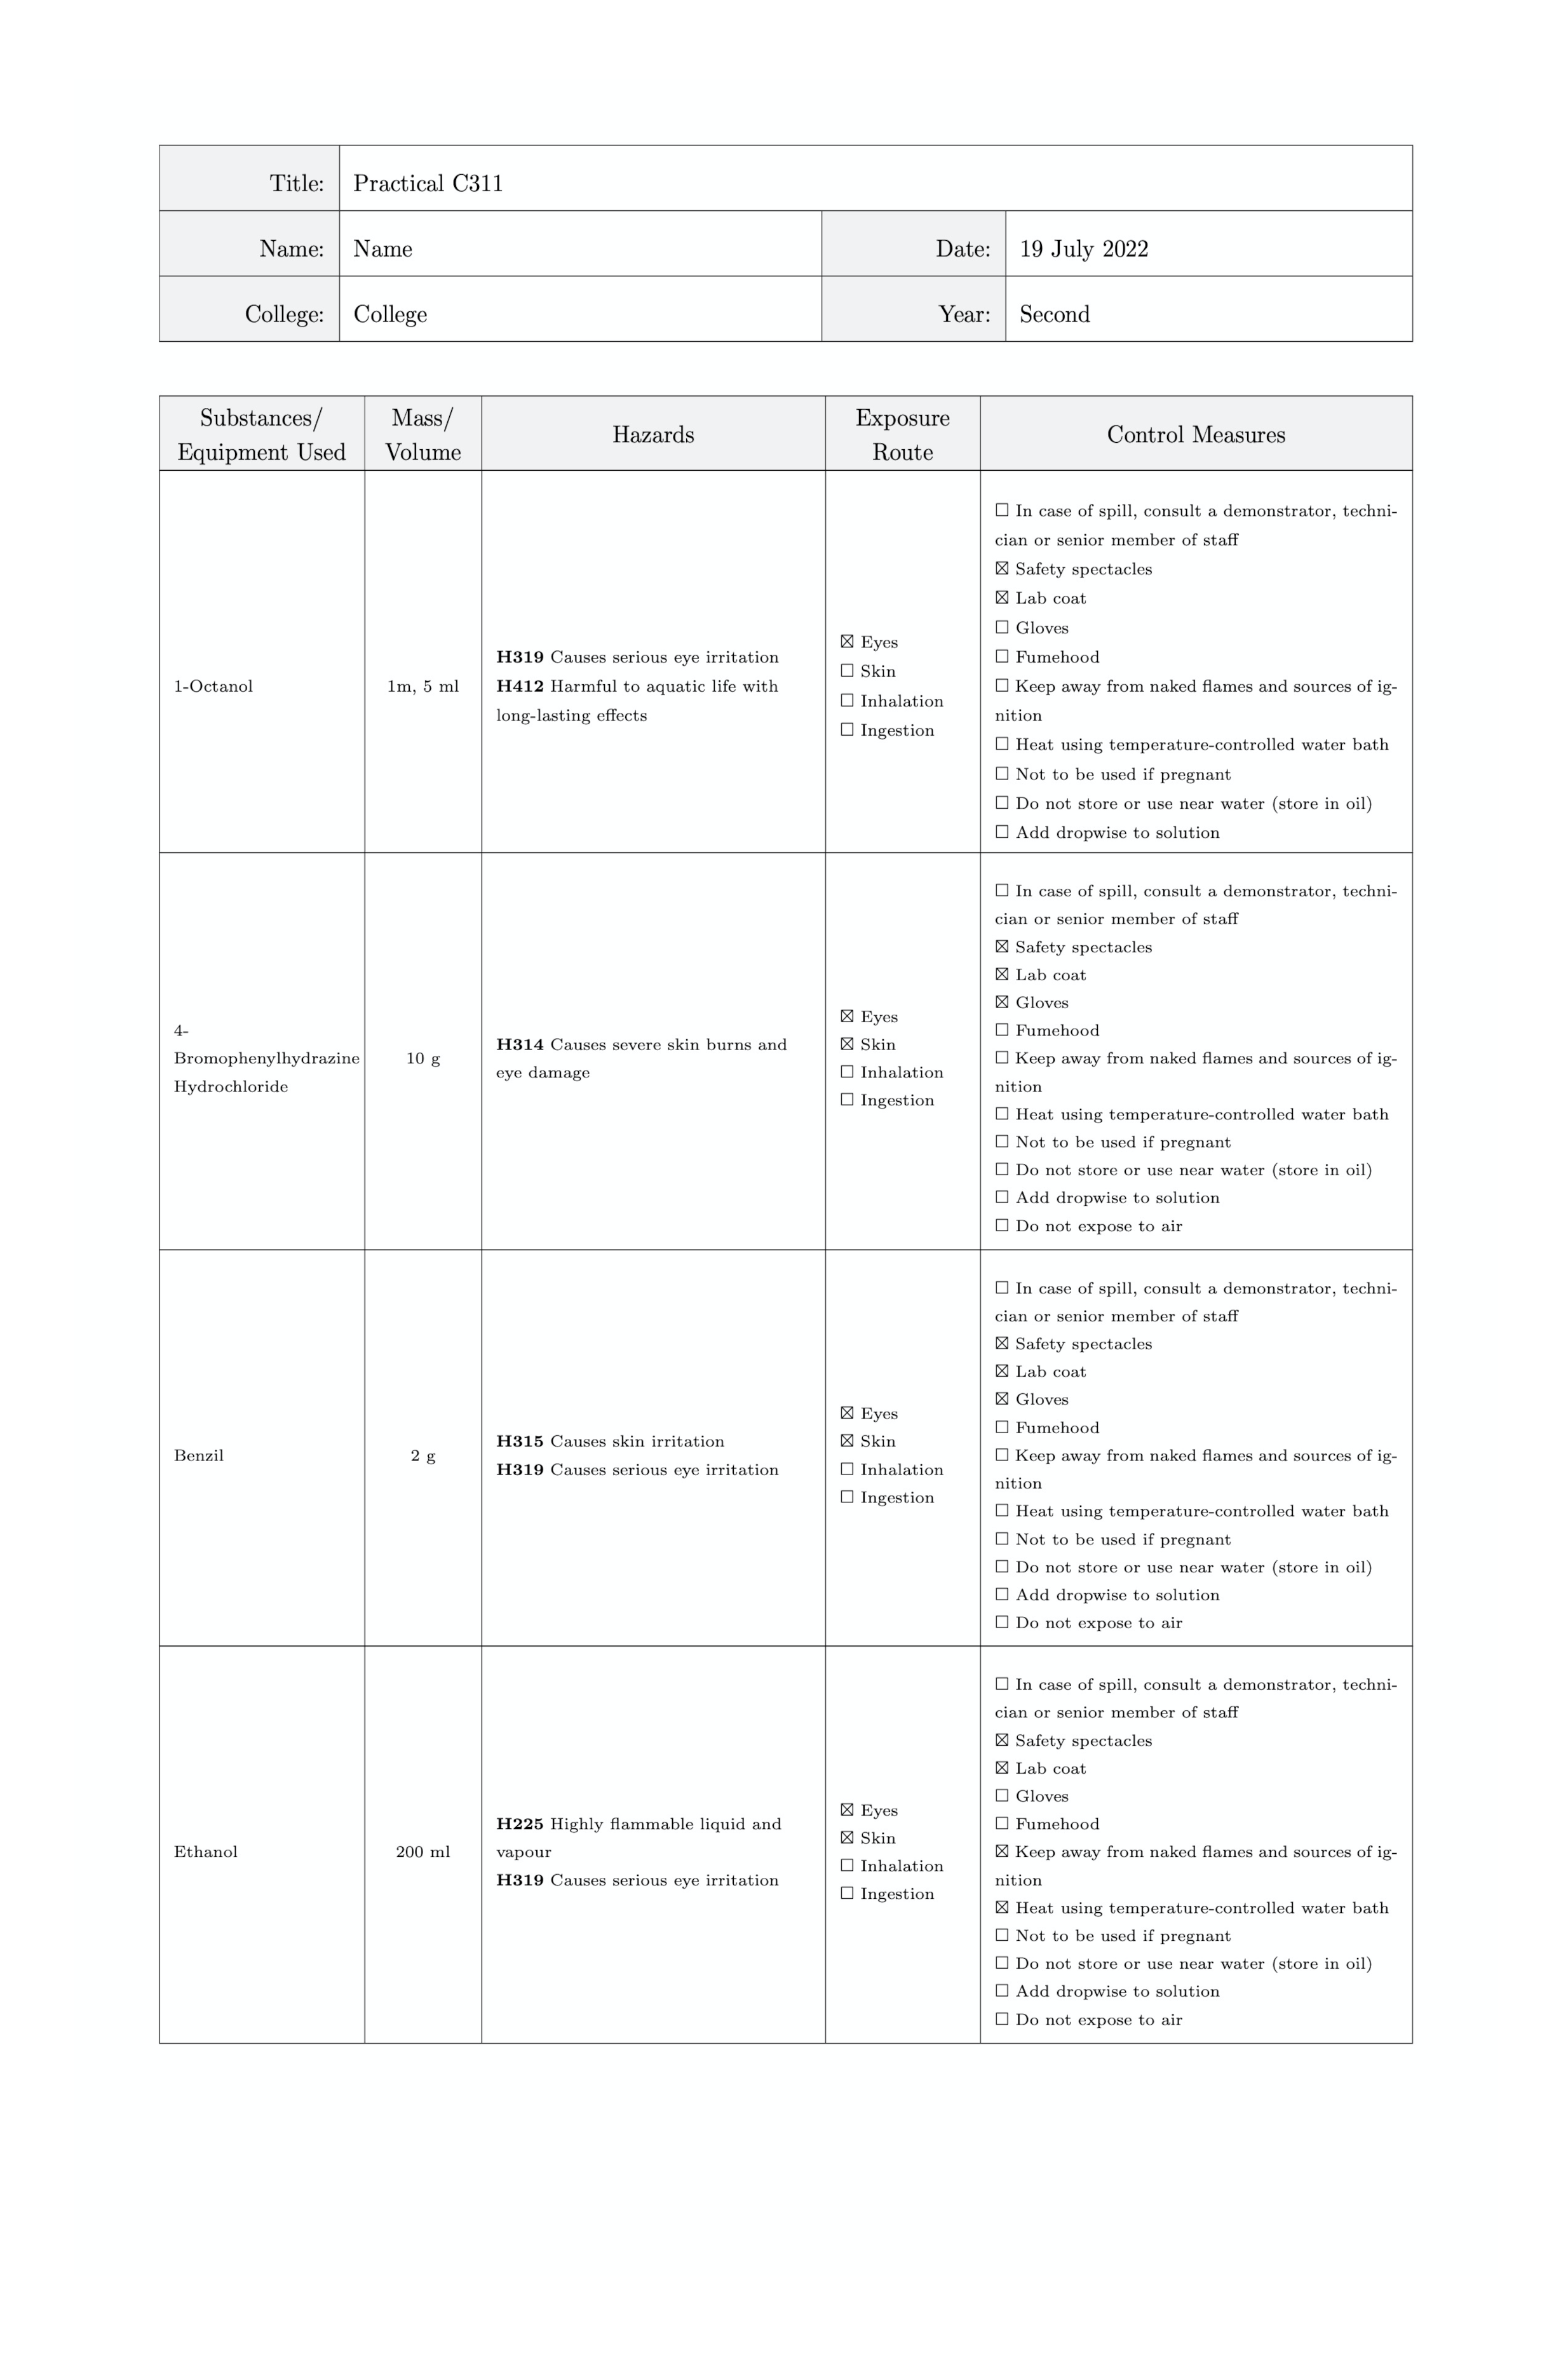 Title: Practical C311
Name: Name Date: 19 July 2022
College: College Year: Second
Substances/ Equipment Used
Mass/ Volume
Hazards
Exposure Route
Control Measures
1-Octanol
1m, 5 ml
H319 Causes serious eye irritation
H412 Harmful to aquatic life with
long-lasting effects
☒ Eyes
☐ Skin
☐ Inhalation
☐ Ingestion
☐ In case of spill, consult a demonstrator, techni-
cian or senior member of staff
☒ Safety spectacles
☒ Lab coat
☐ Gloves
☐ Fumehood
☐ Keep away from naked flames and sources of ig-
nition
☐ Heat using temperature-controlled water bath
☐ Not to be used if pregnant
☐ Do not store or use near water (store in oil)
☐ Add dropwise to solution
4-
Bromophenylhydrazine
Hydrochloride
10 g
H314 Causes severe skin burns and
eye damage
☒ Eyes
☒ Skin
☐ Inhalation
☐ Ingestion
☐ In case of spill, consult a demonstrator, techni-
cian or senior member of staff
☒ Safety spectacles
☒ Lab coat
☒ Gloves
☐ Fumehood
☐ Keep away from naked flames and sources of ig-
nition
☐ Heat using temperature-controlled water bath
☐ Not to be used if pregnant
☐ Do not store or use near water (store in oil)
☐ Add dropwise to solution
☐ Do not expose to air
Benzil
2 g
H315 Causes skin irritation
H319 Causes serious eye irritation
☒ Eyes
☒ Skin
☐ Inhalation
☐ Ingestion
☐ In case of spill, consult a demonstrator, techni-
cian or senior member of staff
☒ Safety spectacles
☒ Lab coat
☒ Gloves
☐ Fumehood
☐ Keep away from naked flames and sources of ig-
nition
☐ Heat using temperature-controlled water bath
☐ Not to be used if pregnant
☐ Do not store or use near water (store in oil)
☐ Add dropwise to solution
☐ Do not expose to air
Ethanol
200 ml
H225 Highly flammable liquid and
vapour
H319 Causes serious eye irritation
☒ Eyes
☒ Skin
☐ Inhalation
☐ Ingestion
☐ In case of spill, consult a demonstrator, techni-
cian or senior member of staff
☒ Safety spectacles
☒ Lab coat
☐ Gloves
☐ Fumehood
☒ Keep away from naked flames and sources of ig-
nition
☒ Heat using temperature-controlled water bath
☐ Not to be used if pregnant
☐ Do not store or use near water (store in oil)
☐ Add dropwise to solution
☐ Do not expose to air